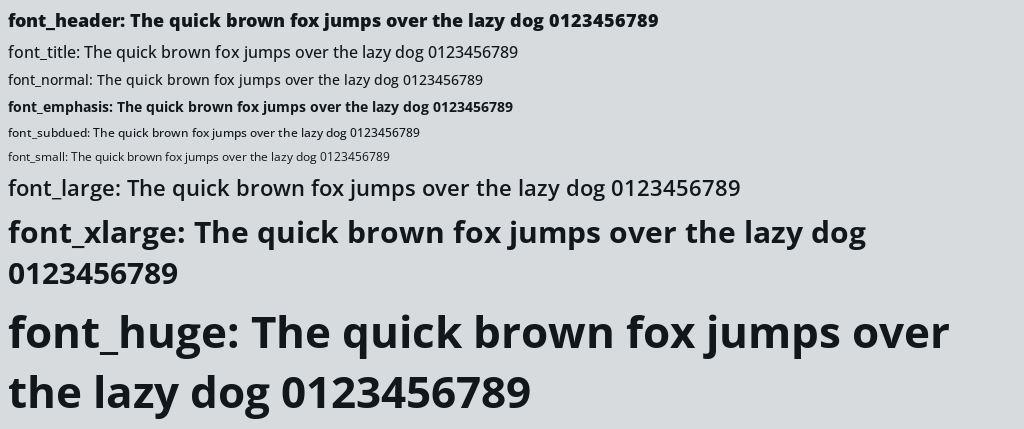 font_header: The quick brown fox jumps over the lazy dog 0123456789
font_title: The quick brown fox jumps over the lazy dog 0123456789
font_normal: The quick brown fox jumps over the lazy dog 0123456789
font_emphasis: The quick brown fox jumps over the lazy dog 0123456789
font_subdued: The quick brown fox jumps over the lazy dog 0123456789
font_small: The quick brown fox jumps over the lazy dog 0123456789
font_large: The quick brown fox jumps over the lazy dog 0123456789
font_xlarge: The quick brown fox jumps over the lazy dog
0123456789
font_huge: The quick brown fox jumps over
the lazy dog 0123456789